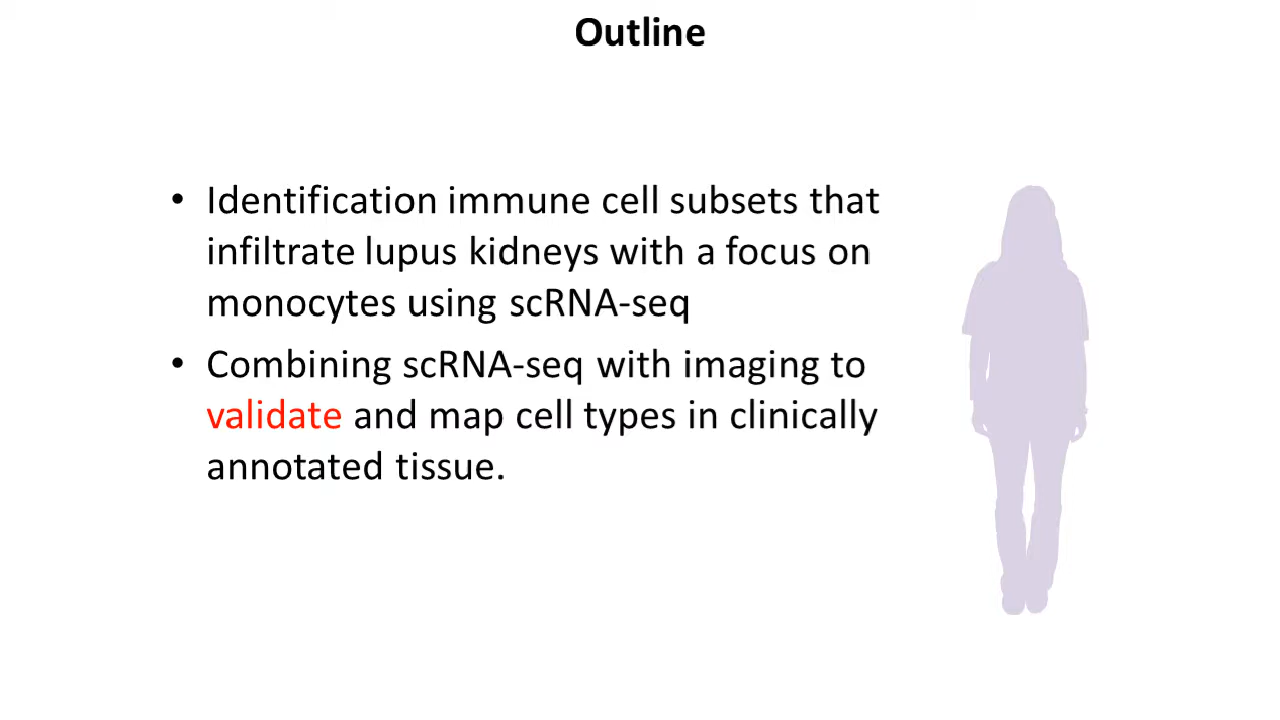 Outline
• Identification immune cell subsets that
infiltrate lupus kidneys with a focus on
monocytes using scRNA-seq
• Combining scRNA-seq with imaging to
validate and map cell types in clinically
annotated tissue.